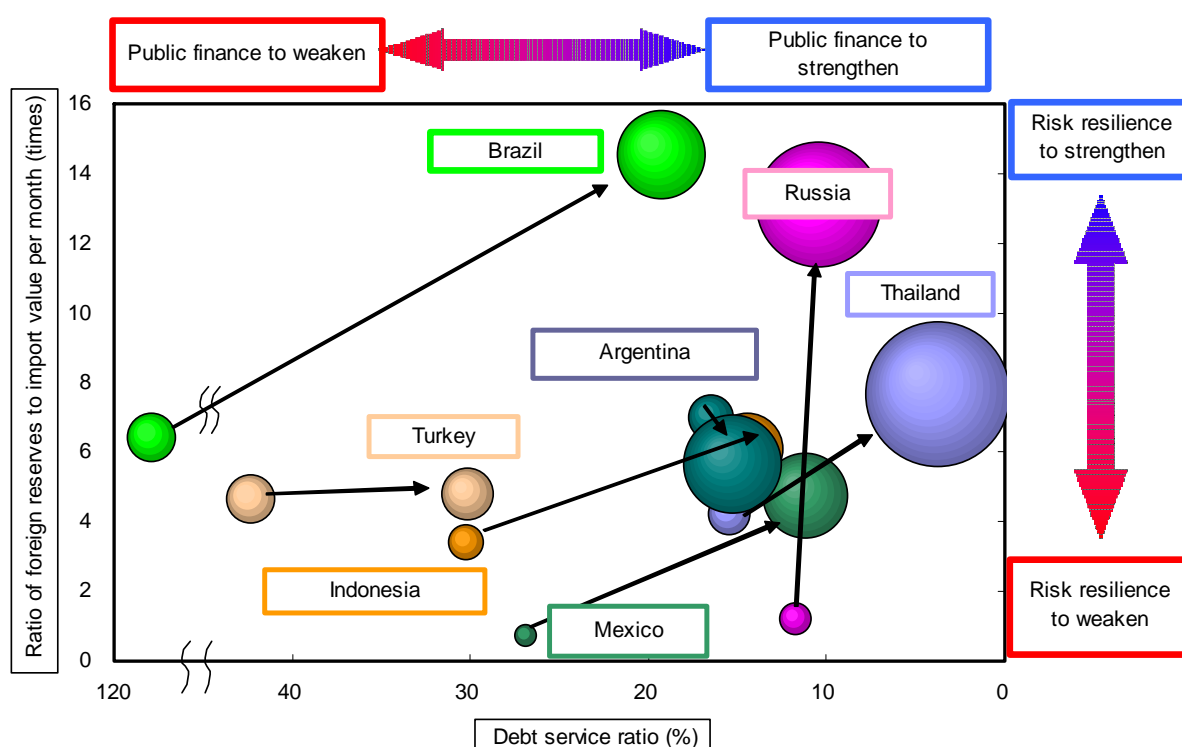 Public finance to weaken
Public finance to
strengthen
Ratio of foreign reserves to import value per month (times)
16
14
12
10
8
6
4
2
0
Brazil
Russia
Thailand
Argentina
Turkey
Indonesia
Mexico
Risk resilience
to strengthen
Risk resilience
to weaken
120
40
30
20
10
0
Debt service ratio (%)